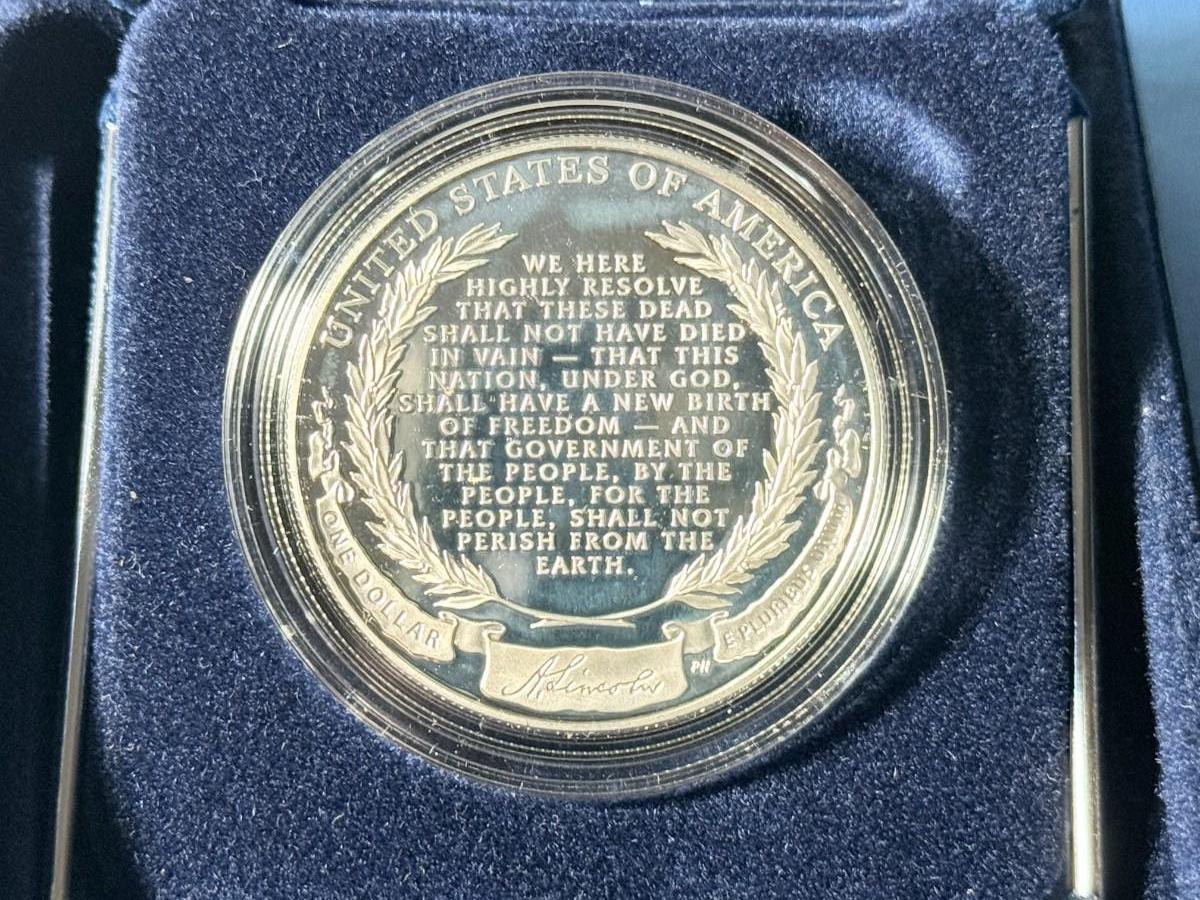 UNITED STATES OF AMERICA
WE HERE
HIGHLY RESOLVE
THAT THESE DEAD
SHALL NOT HAVE DIED
IN VAIN — THAT THIS
NATION, UNDER GOD,
SHALL HAVE A NEW BIRTH
OF FREEDOM — AND
THAT GOVERNMENT OF
THE PEOPLE, BY THE
PEOPLE, FOR THE
PEOPLE, SHALL NOT
PERISH FROM THE
EARTH.
ONE DOLLAR
E PLURIBUS UNUM
A. Lincoln
PH